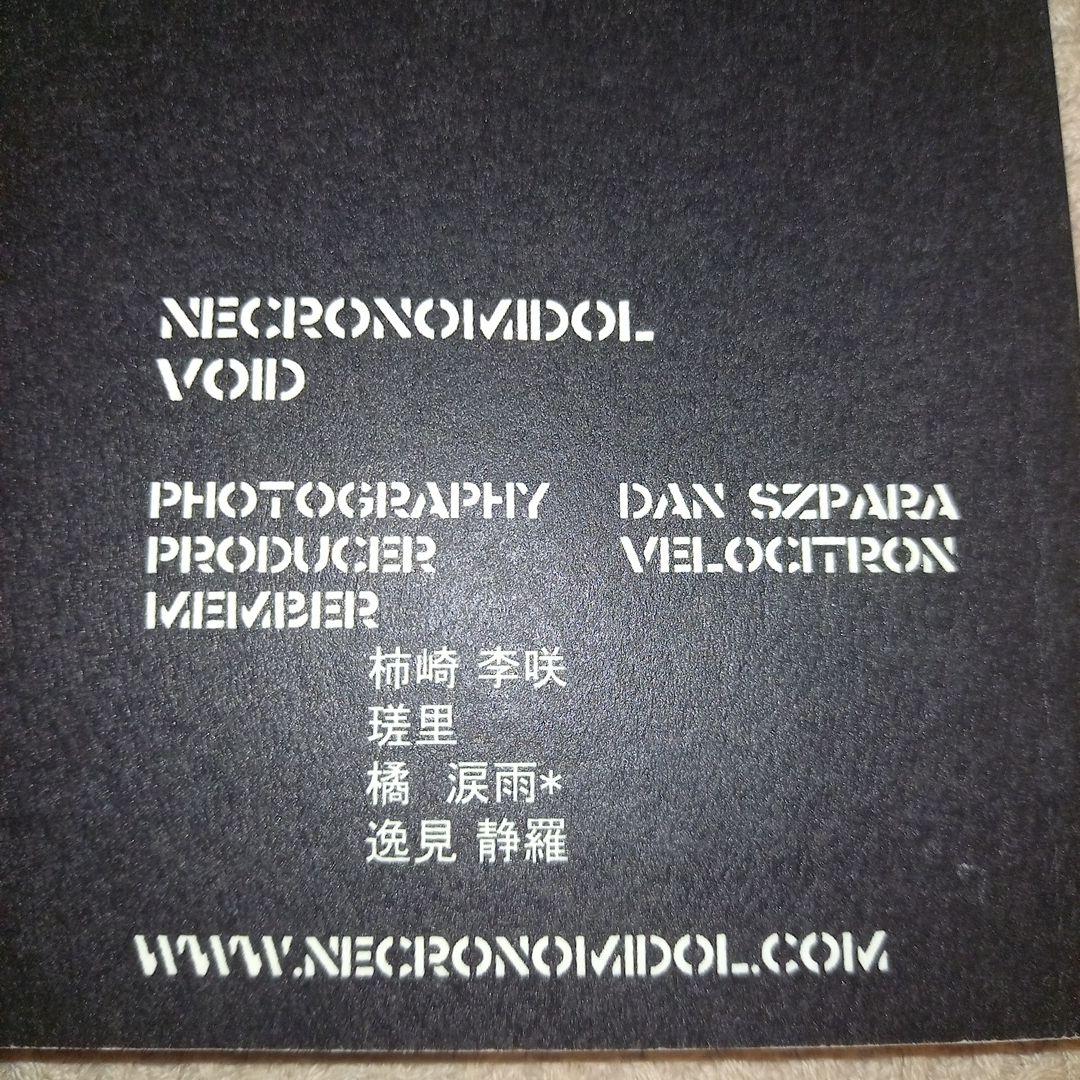 NECRONOMIDOL
VOID
PHOTOGRAPHY DAN SZPARA
PRODUCER VELOCITRON
MEMBER
柿崎 李咲
瑳里
橘 涙雨*
逸見 静羅
WWW.NECRONOMIDOL.COM